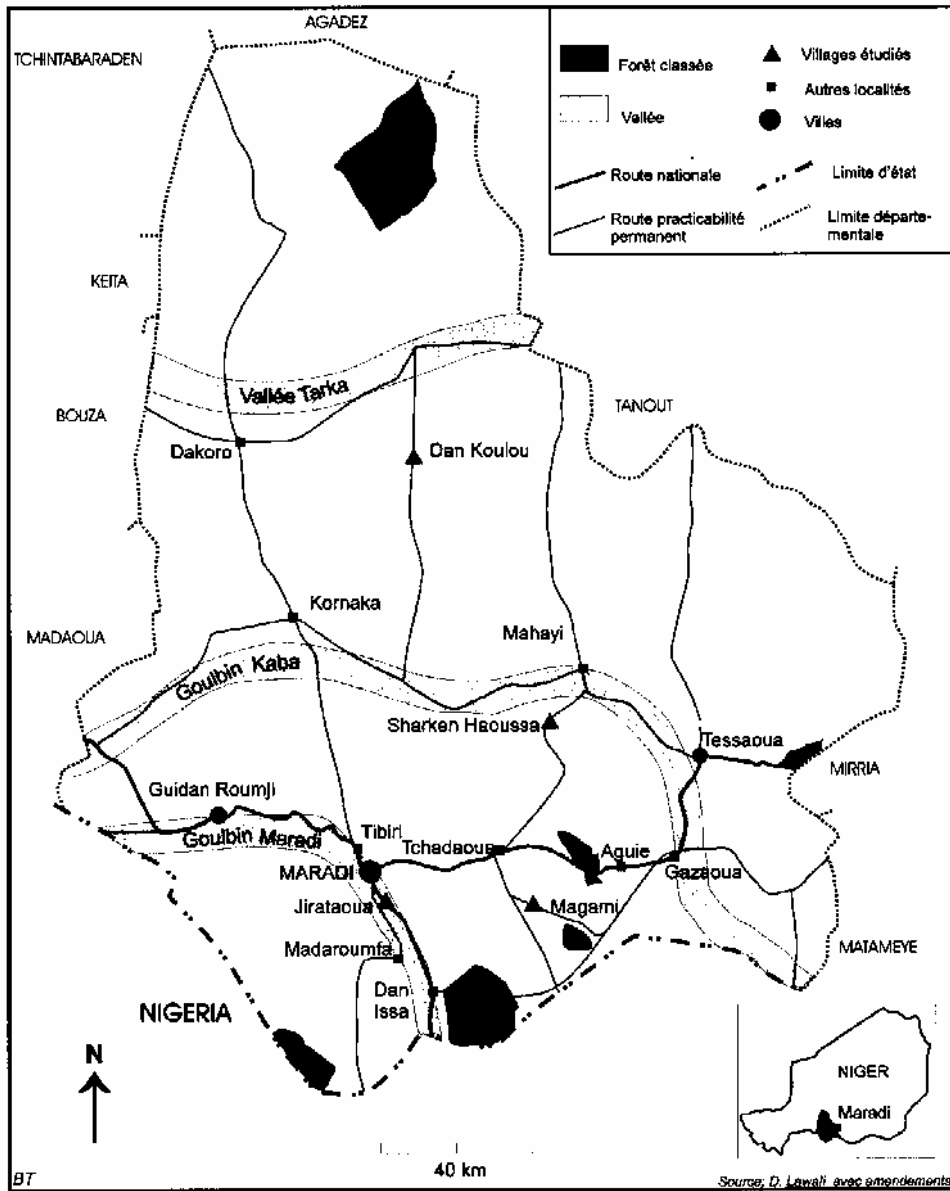 AGADEZ
TCHINTABARADEN
Forêt classée
Vallée
Route nationale
Route practicabilité
permanent
Villages étudiés
Autres localités
Villes
Limite d'état
Limite départe-
mentale
KEITA
Vallée Tarka
BOUZA
TANOUT
Dakoro
Dan Koulou
Kornaka
MADAOUA
Mahayi
Goulbin Kaba
Sharken Haoussa
Tessaoua
MIRRIA
Guidan Roumji
Goulbin Maradi
Tibiri
Tchadaoua
Aguie
MARADI
Gazaoua
Jirataoua
Magami
Madaroumfa
MATAMEYE
Dan
Issa
NIGERIA
N
NIGER
Maradi
40 km
BT
Source; D. Lawali avec amendements